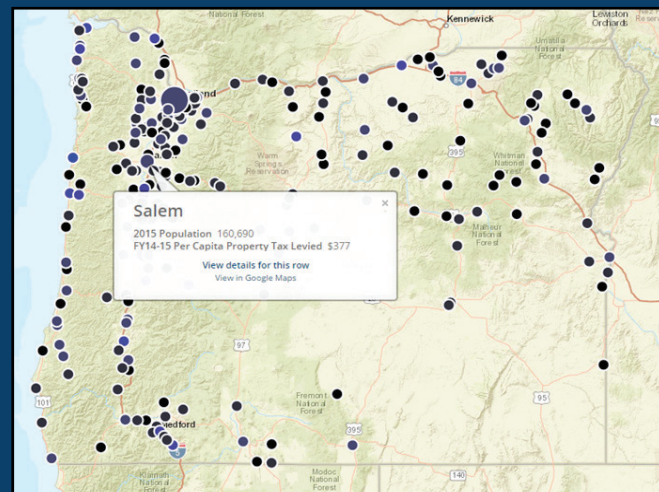 National Forest
Kennewick
Lewiston
Orchards
Umatilla
National
Forest
84
Warm
Springs
Reservation
395
Whitman
National
Forest
Salem
×
2015 Population 160,690
FY14-15 Per Capita Property Tax Levied $377
View details for this row
View in Google Maps
Malheur
National
Forest
97
Fremont
National
Forest
101
95
Medford
395
5
Klamath
National
Forest
Modoc
National
Forest
140